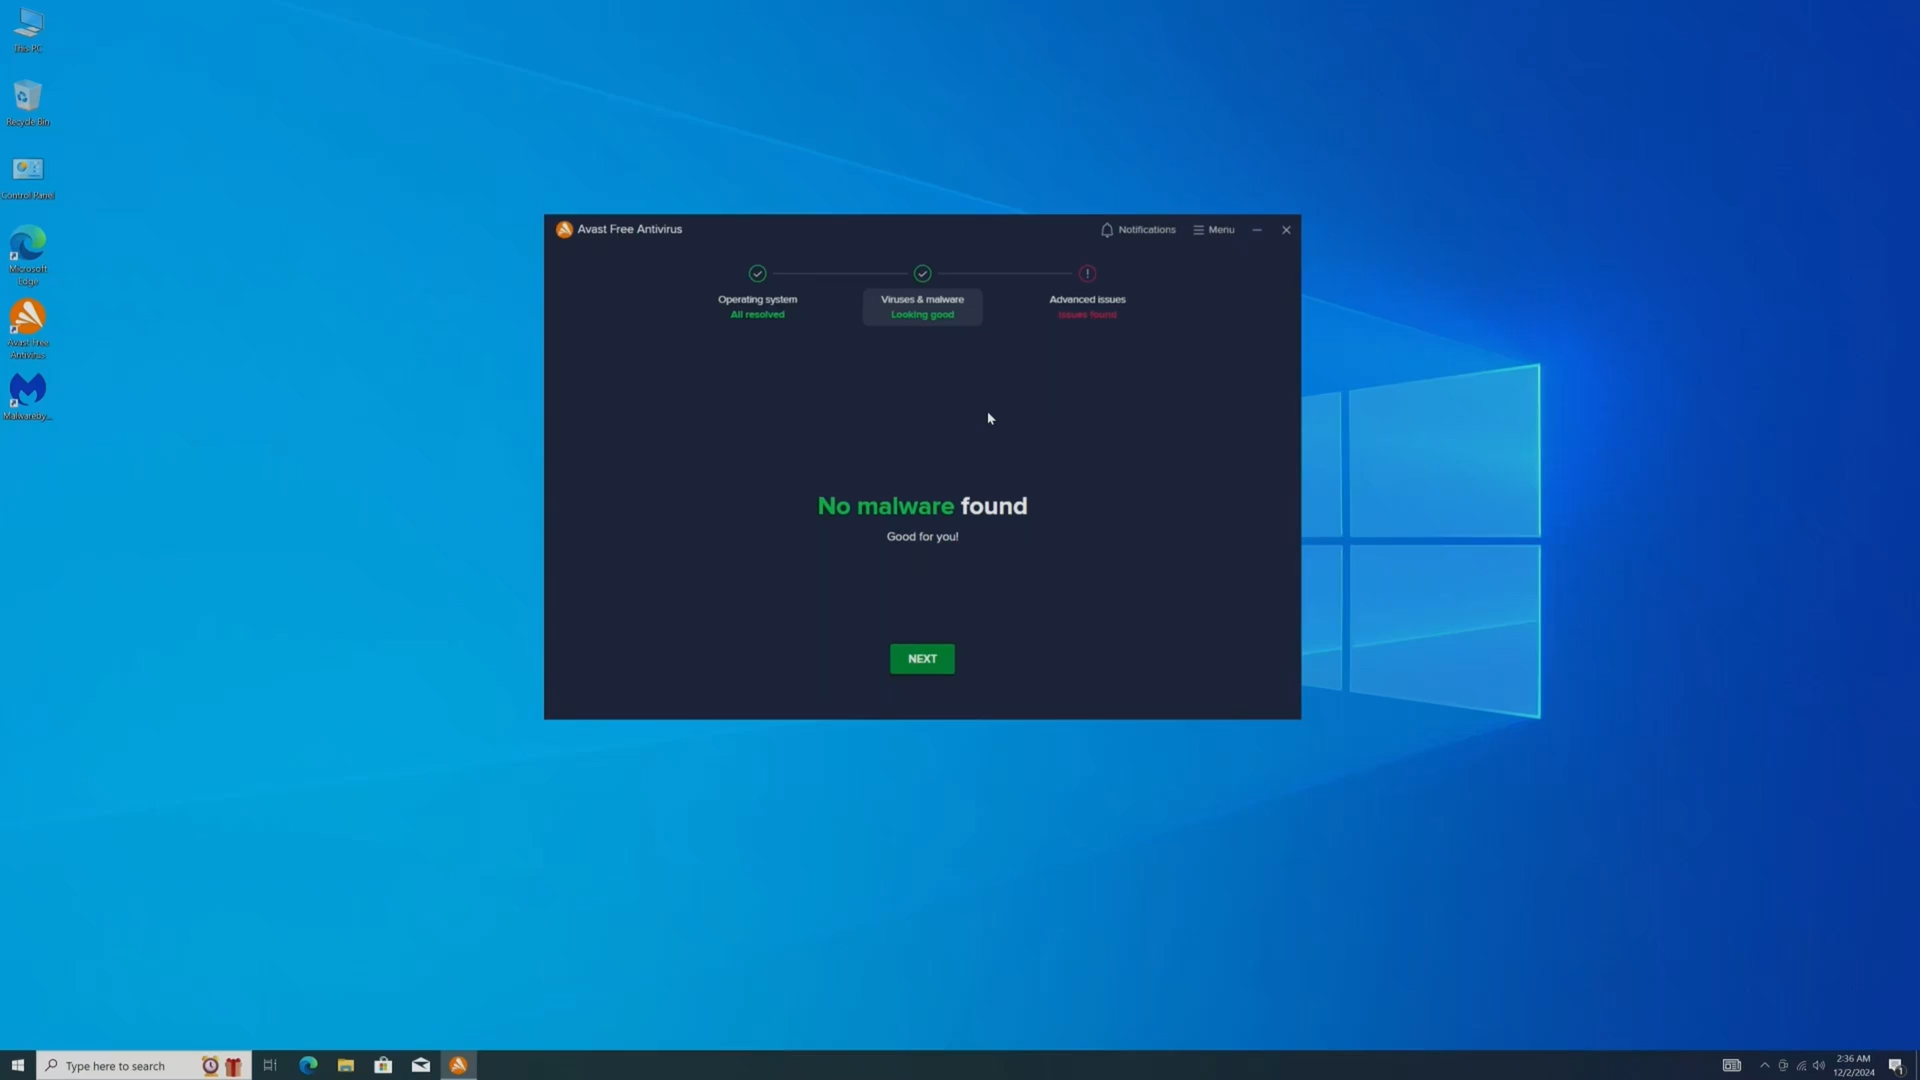 This PC
Recycle Bin
Control Panel
Microsoft
Edge
Avast Free
Antivirus
Malwareby...
Avast Free Antivirus
Notifications
Menu
Operating system
All resolved
Viruses & malware
Looking good
Advanced issues
Issues found
No malware found
Good for you!
NEXT
Type here to search
2:36 AM
12/2/2024
1